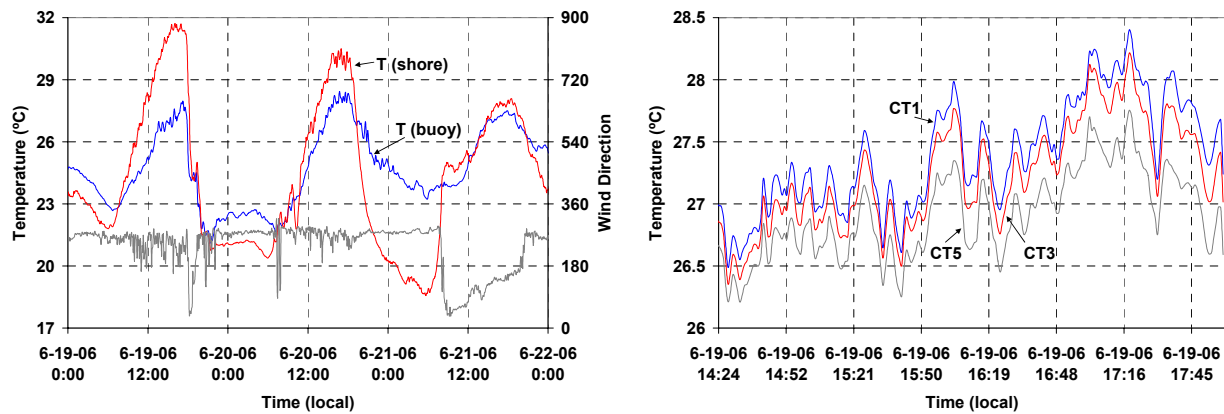 32
29
26
23
20
17
Temperature (ºC)
900
720
540
360
180
0
Wind Direction
T (shore)
T (buoy)
6-19-06 6-19-06 6-20-06 6-20-06 6-21-06 6-21-06 6-22-06
0:00 12:00 0:00 12:00 0:00 12:00 0:00
Time (local)
28.5
28
27.5
27
26.5
26
Temperature (ºC)
CT1
CT5
CT3
6-19-06 6-19-06 6-19-06 6-19-06 6-19-06 6-19-06 6-19-06 6-19-06
14:24 14:52 15:21 15:50 16:19 16:48 17:16 17:45
Time (local)